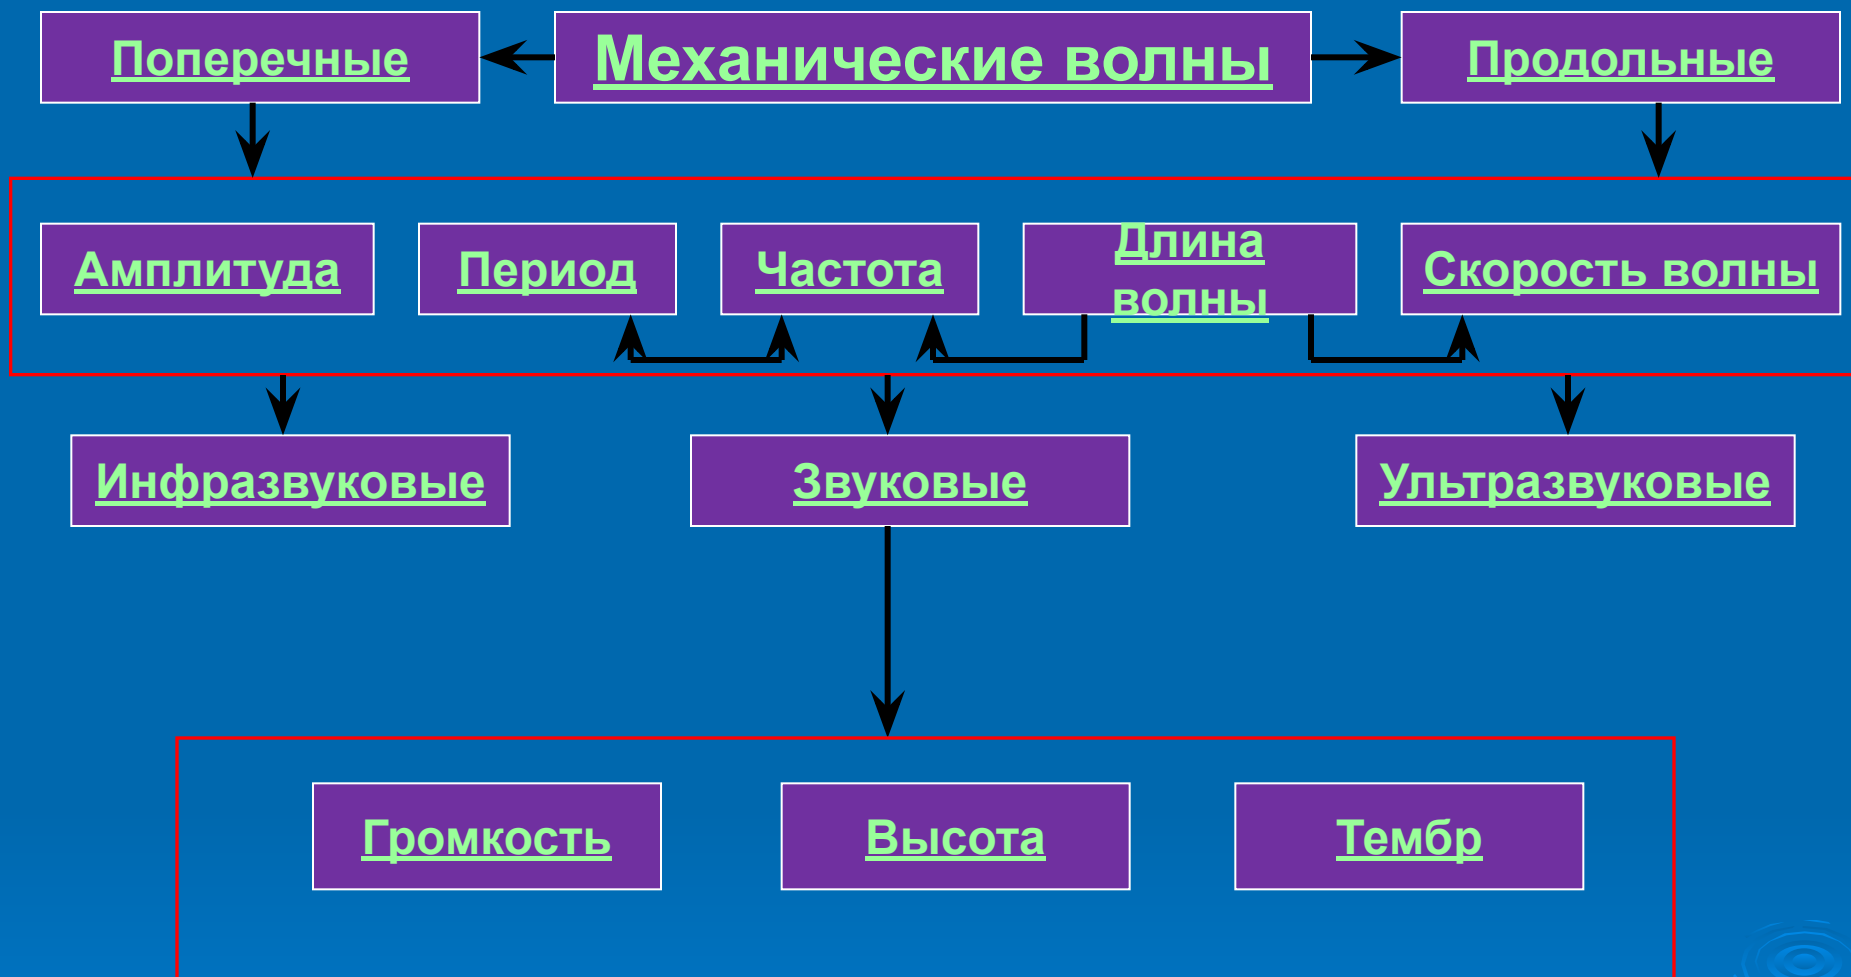 Поперечные
Механические волны
Продольные
Амплитуда
Период
Частота
Длина
волны
Скорость волны
Инфразвуковые
Звуковые
Ультразвуковые
Громкость
Высота
Тембр